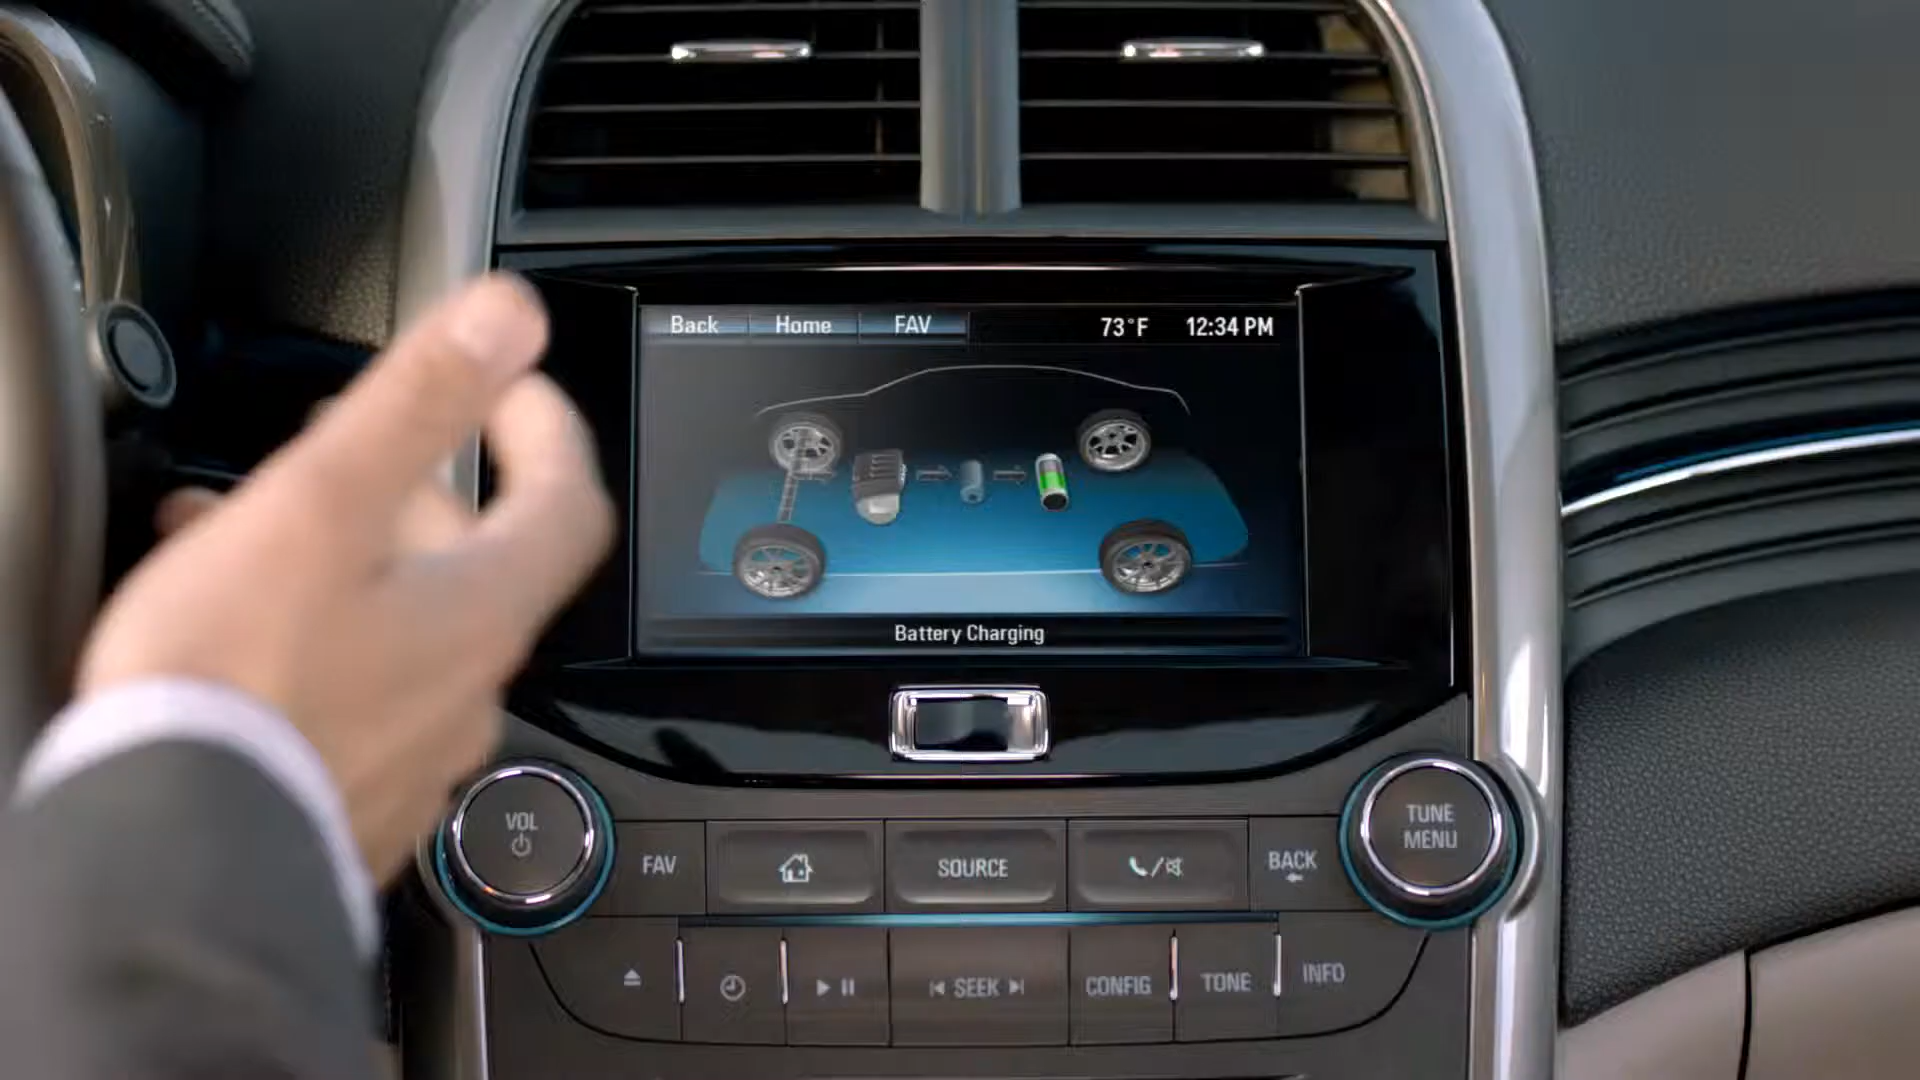 Back Home FAV 73°F 12:34 PM
Battery Charging
VOL
TUNE
MENU
FAV SOURCE BACK
SEEK CONFIG TONE INFO